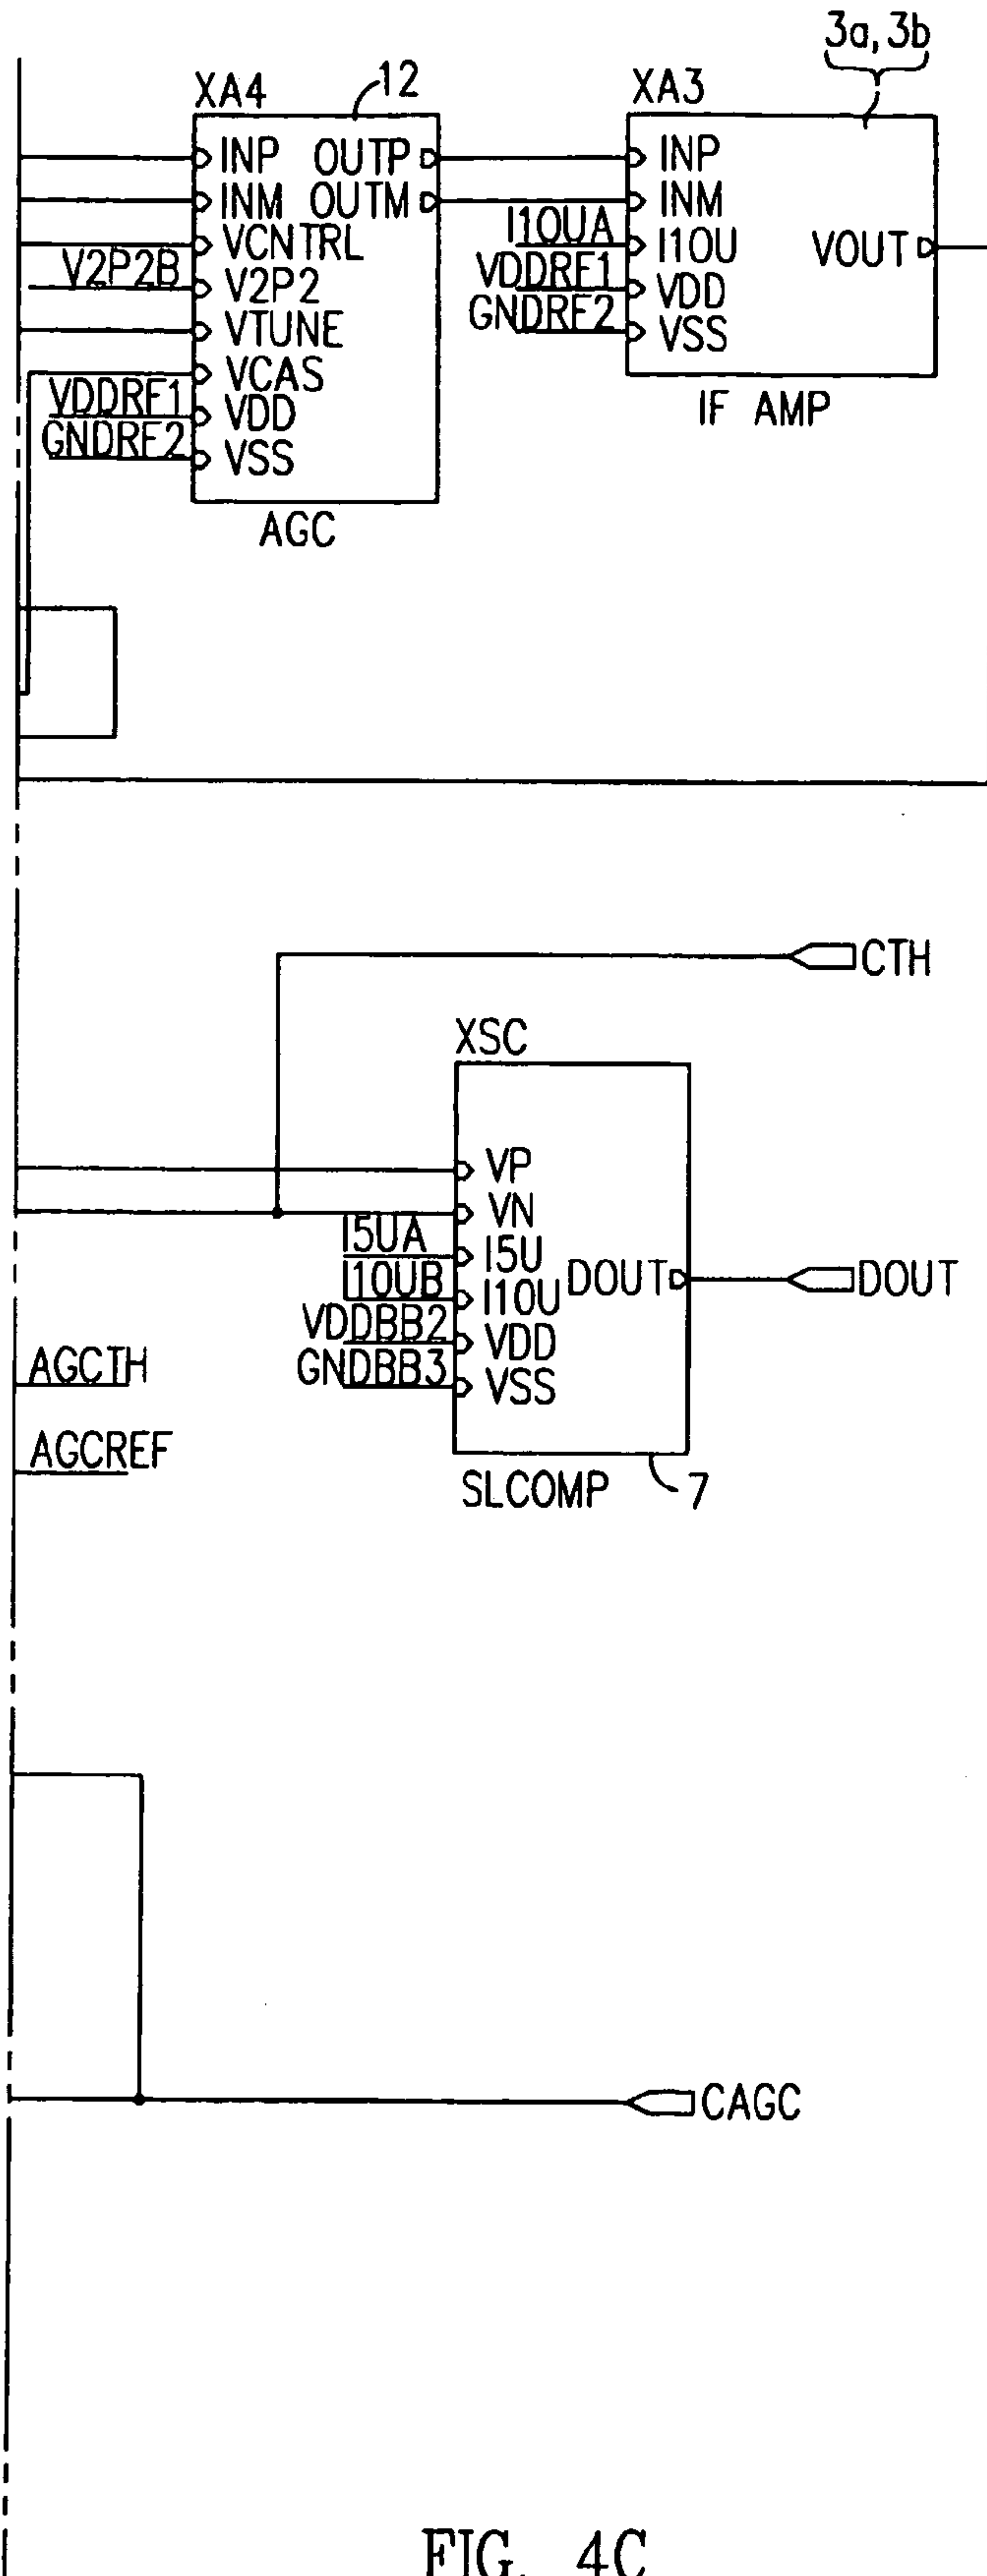 3a, 3b
XA4
12
XA3
INP OUTP
INM OUTM
VCNTRL
V2P2B V2P2
VTUNE
VCAS
VDDRF1 VDD
GNDRF2 VSS
AGC
INP
INM
I10UA I10U VOUT
VDDRF1 VDD
GNDRF2 VSS
IF AMP
CTH
XSC
VP
VN
I5UA I5U
I10UB I10U DOUT DOUT
VDDBB2 VDD
GNDBB3 VSS
AGCTH
AGCREF
SLCOMP 7
CAGC
FIG. 4C